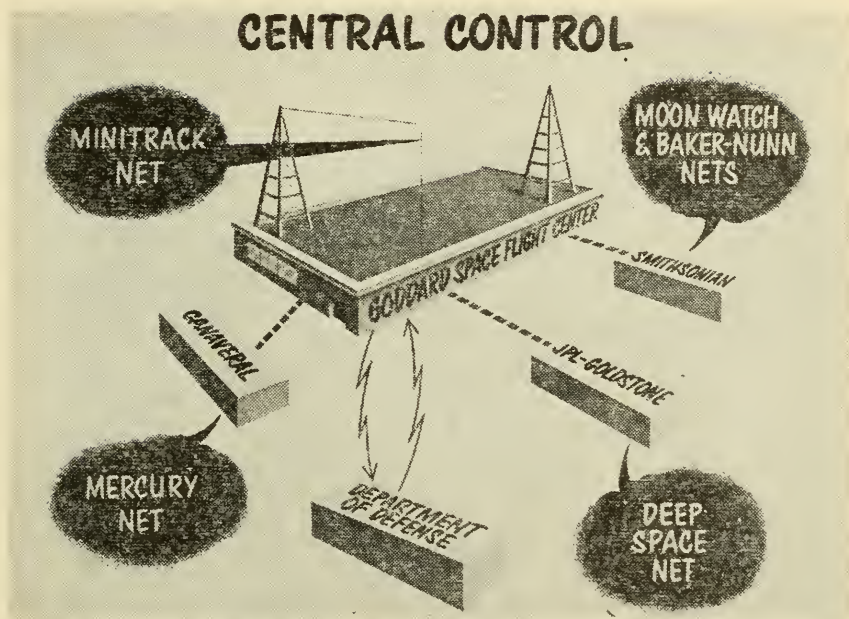 CENTRAL CONTROL
MINITRACK
NET
MOON WATCH
& BAKER-NUNN
NETS
GODDARD SPACE FLIGHT CENTER
SMITHSONIAN
CANAVERAL
JPL-GOLDSTONE
MERCURY
NET
DEPARTMENT
OF DEFENSE
DEEP
SPACE
NET